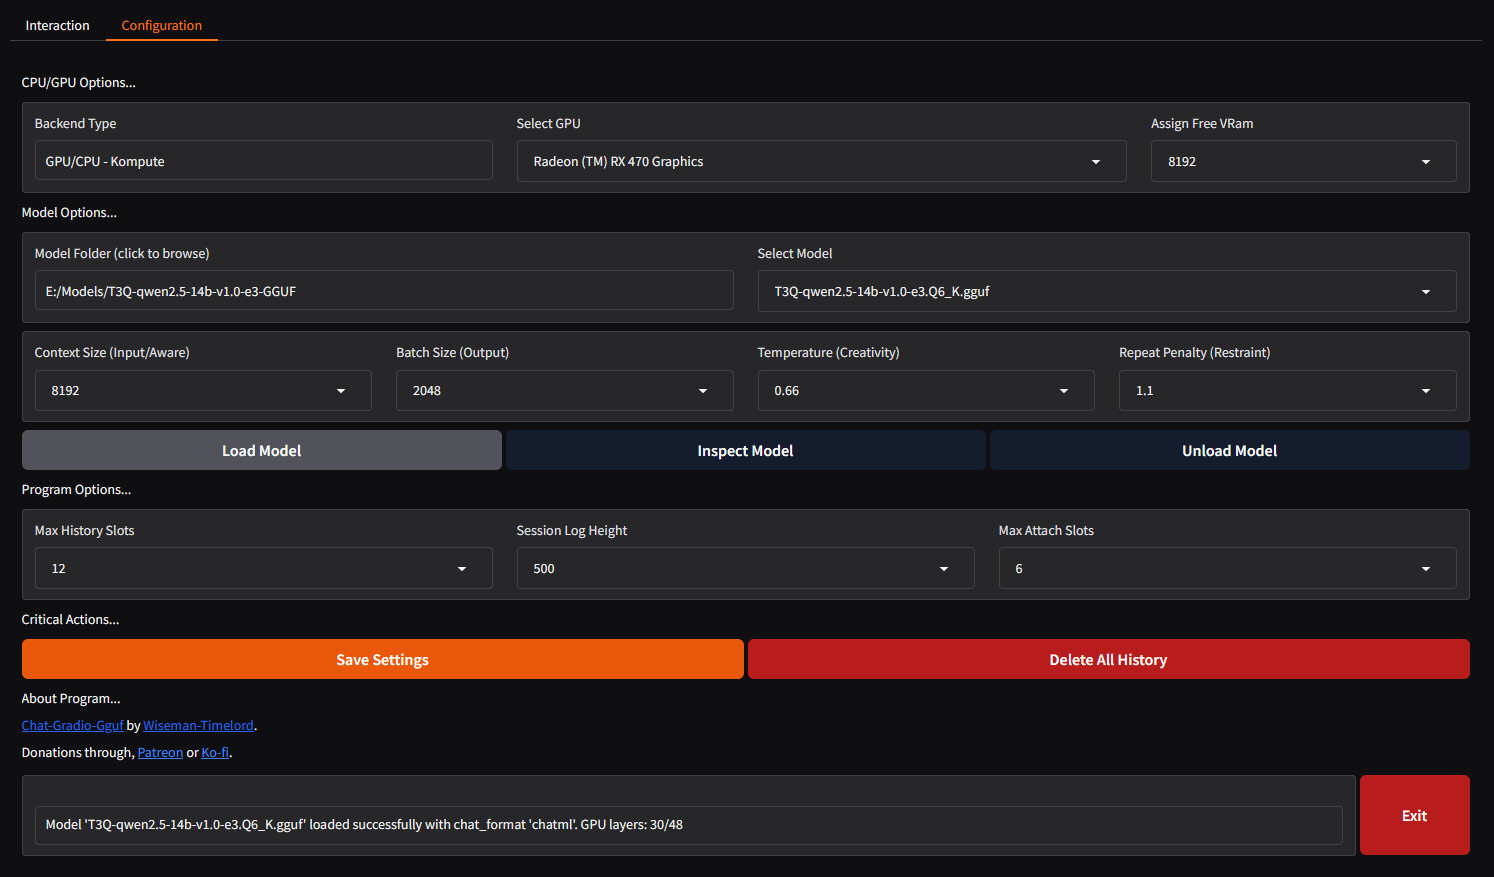 Interaction Configuration
CPU/GPU Options...
Backend Type Select GPU Assign Free VRam
GPU/CPU - Kompute Radeon (TM) RX 470 Graphics 8192
Model Options...
Model Folder (click to browse) Select Model
E:/Models/T3Q-qwen2.5-14b-v1.0-e3-GGUF T3Q-qwen2.5-14b-v1.0-e3.Q6_K.gguf
Context Size (Input/Aware) Batch Size (Output) Temperature (Creativity) Repeat Penalty (Restraint)
8192 2048 0.66 1.1
Load Model Inspect Model Unload Model
Program Options...
Max History Slots Session Log Height Max Attach Slots
12 500 6
Critical Actions...
Save Settings Delete All History
About Program...
Chat-Gradio-Gguf by Wiseman-Timelord.
Donations through, Patreon or Ko-fi.
Model 'T3Q-qwen2.5-14b-v1.0-e3.Q6_K.gguf' loaded successfully with chat_format 'chatml'. GPU layers: 30/48
Exit